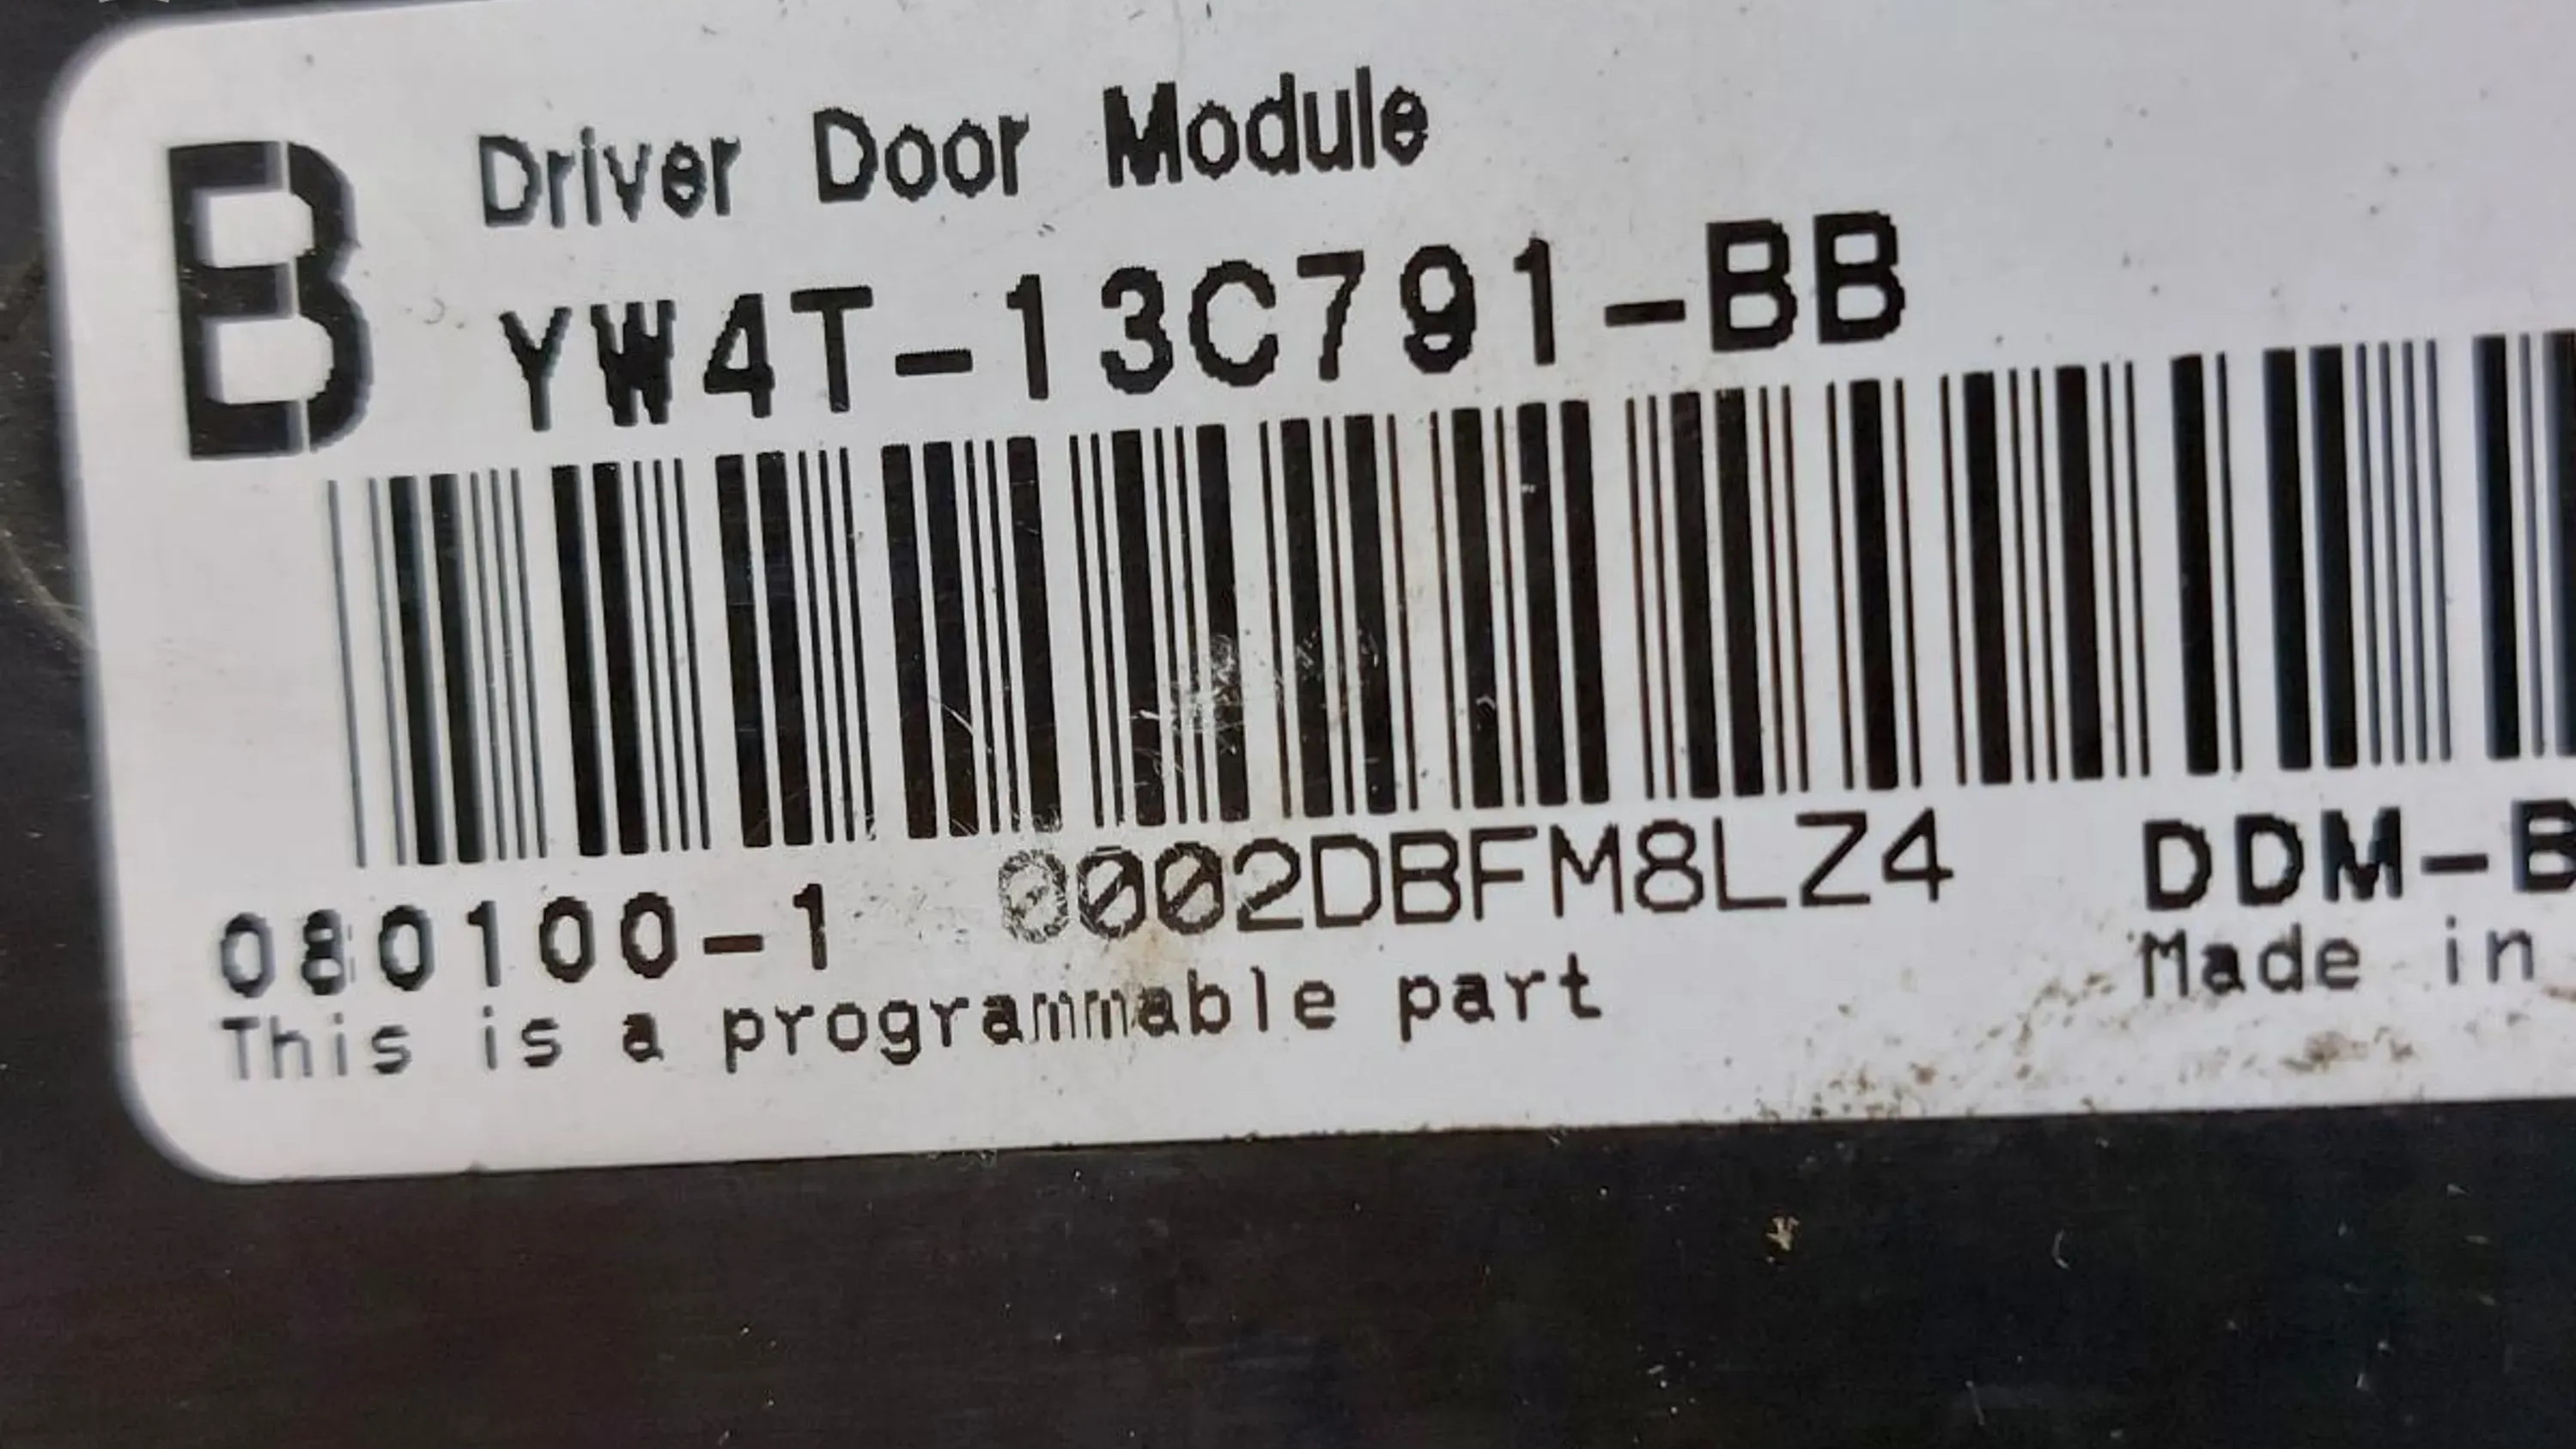 B
Driver Door Module
YW4T-13C791-BB
080100-1 0002DBFM8LZ4 DDM-B
This is a programmable part Made in